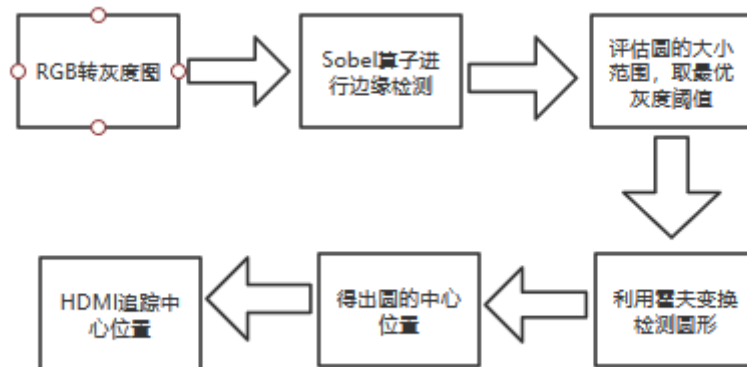 RGB转灰度图
Sobel算子进
行边缘检测
评估圆的大小
范围，取最优
灰度阈值
HDMI追踪中
心位置
得出圆的中心
位置
利用霍夫变换
检测圆形